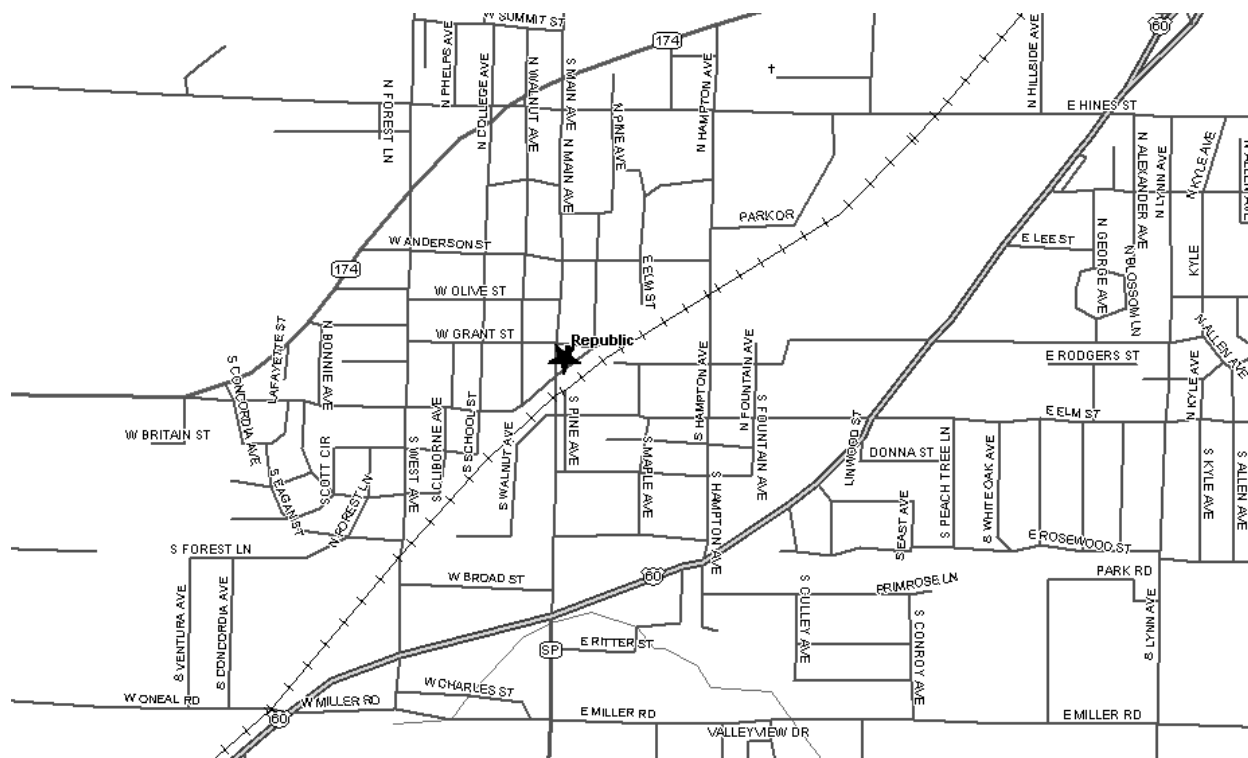 W SUMMIT ST
60
174
N PHELPS AVE
N COLLEGE AVE
N WALNUT AVE
S MAIN AVE
N HAMPTON AVE
N HILLSIDE AVE
N FOREST LN
N MAIN AVE
N PINE AVE
E HINES ST
N ALEXANDER AVE
N LYNN AVE
N KYLE AVE
N ALLEN AVE
PARK DR
W ANDERSON ST
E LEE ST
N GEORGE AVE
N BLOSSOM LN
KYLE
174
E ELM ST
W OLIVE ST
W GRANT ST
Republic
LAFAYETTE ST
N BONNIE AVE
S CONCORDIA AVE
S HAMPTON AVE
N FOUNTAIN AVE
E RODGERS ST
N ALLEN AVE
N KYLE AVE
W BRITAIN ST
S CLIBORNE AVE
S SCHOOL ST
S PINE AVE
S FOUNTAIN AVE
LINWOOD ST
E ELM ST
SCOTT CIR
S WEST AVE
S WALNUT AVE
S MAPLE AVE
DONNA ST
S PEACH TREE LN
S WHITE OAK AVE
S KYLE AVE
S ALLEN AVE
S EAGAN ST
N FOREST LN
S HAMPTON AVE
S EAST AVE
E ROSEWOOD ST
S FOREST LN
W BROAD ST
60
PARK RD
S VENTURA AVE
S CONCORDIA AVE
S CULLEY AVE
PRIMROSE LN
S CONROY AVE
S LYNN AVE
SP
E RITTER ST
W ONEAL RD
W MILLER RD
W CHARLES ST
60
E MILLER RD
E MILLER RD
VALLEYVIEW DR